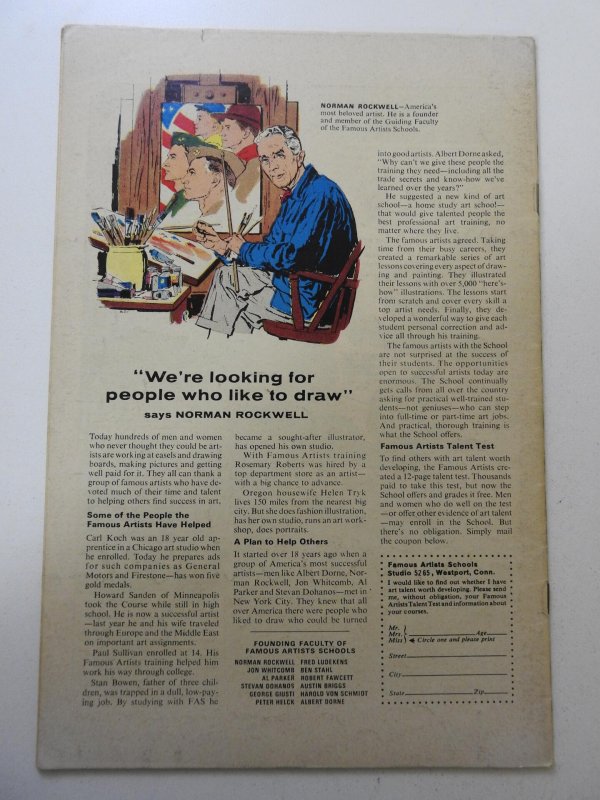 NORMAN ROCKWELL—America's
most beloved artist. He is a founder
and member of the Guiding Faculty
of the Famous Artists Schools.
"We're looking for
people who like to draw"
says NORMAN ROCKWELL
Today hundreds of men and women
who never thought they could be art-
ists are working at easels and drawing
boards, making pictures and getting
well paid for it. They all can thank a
group of famous artists who have de-
voted much of their time and talent
to helping others find success in art.
Some of the People the
Famous Artists Have Helped
Carl Koch was an 18 year old ap-
prentice in a Chicago art studio when
he enrolled. Today he prepares ads
for such companies as General
Motors and Firestone—has won five
gold medals.
Howard Sanden of Minneapolis
took the Course while still in high
school. He is now a successful artist
—last year he and his wife traveled
through Europe and the Middle East
on important art assignments.
Paul Sullivan enrolled at 14. His
Famous Artists training helped him
work his way through college.
Stan Bowen, father of three chil-
dren, was trapped in a dull, low-pay-
ing job. By studying with FAS he
became a sought-after illustrator,
has opened his own studio.
With Famous Artists training
Rosemary Roberts was hired by a
top department store as an artist—
with a big chance to advance.
Oregon housewife Helen Tryk
lives 150 miles from the nearest big
city. But she does fashion illustration,
has her own studio, runs an art work-
shop, does portraits.
A Plan to Help Others
It started over 18 years ago when a
group of America's most successful
artists—men like Albert Dorne, Nor-
man Rockwell, Jon Whitcomb, Al
Parker and Stevan Dohanos—met in
New York City. They knew that all
over America there were people who
liked to draw who could be turned
FOUNDING FACULTY OF
FAMOUS ARTISTS SCHOOLS
NORMAN ROCKWELL FRED LUDEKENS
JON WHITCOMB BEN STAHL
AL PARKER ROBERT FAWCETT
STEVAN DOHANOS AUSTIN BRIGGS
GEORGE GIUSTI HAROLD VON SCHMIDT
PETER HELCK ALBERT DORNE
into good artists. Albert Dorne asked,
"Why can't we give these people the
training they need—including all the
trade secrets and know-how we've
learned over the years?"
He suggested a new kind of art
school—a home study art school—
that would give talented people the
best professional art training, no
matter where they live.
The famous artists agreed. Taking
time from their busy careers, they
created a remarkable series of art
lessons covering every aspect of draw-
ing and painting. They illustrated
their lessons with over 5,000 "here's-
how" illustrations. The lessons start
from scratch and cover every skill a
top artist needs. Finally, they de-
veloped a wonderful way to give each
student personal correction and ad-
vice all through his training.
The famous artists with the School
are not surprised at the success of
their students. The opportunities
open to successful artists today are
enormous. The School continually
gets calls from all over the country
asking for practical well-trained stu-
dents—not geniuses—who can step
into full-time or part-time art jobs.
And practical, thorough training is
what the School offers.
Famous Artists Talent Test
To find others with art talent worth
developing, the Famous Artists cre-
ated a 12-page talent test. Thousands
paid to take this test, but now the
School offers and grades it free. Men
and women who do well on the test
—or offer other evidence of art talent
—may enroll in the School. But
there's no obligation. Simply mail
the coupon below.
Famous Artists Schools
Studio 5265, Westport, Conn.
I would like to find out whether I have
art talent worth developing. Please send
me, without obligation, your Famous
Artists Talent Test and information about
your courses.
Mr.
Mrs. Age
Miss Circle one and please print
Street
City
State Zip